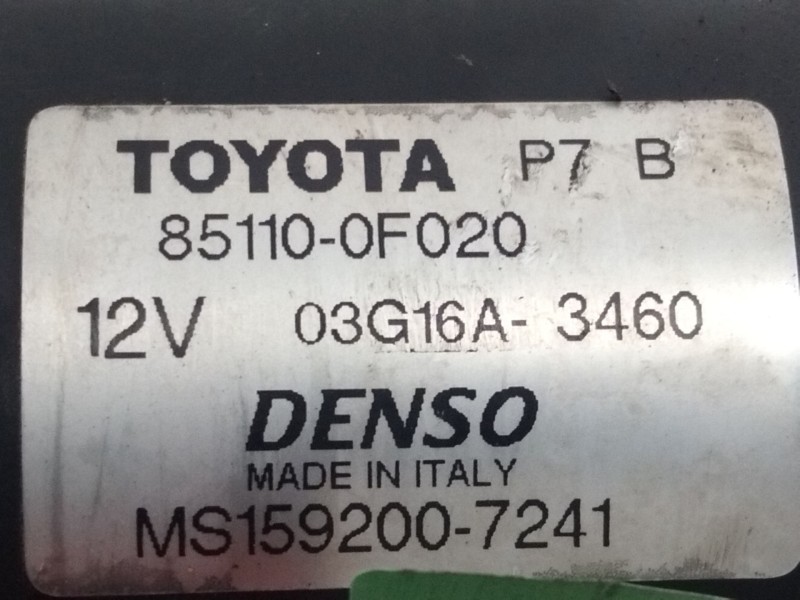 TOYOTA P7 B
85110-0F020
12V 03G16A- 3460
DENSO
MADE IN ITALY
MS159200-7241